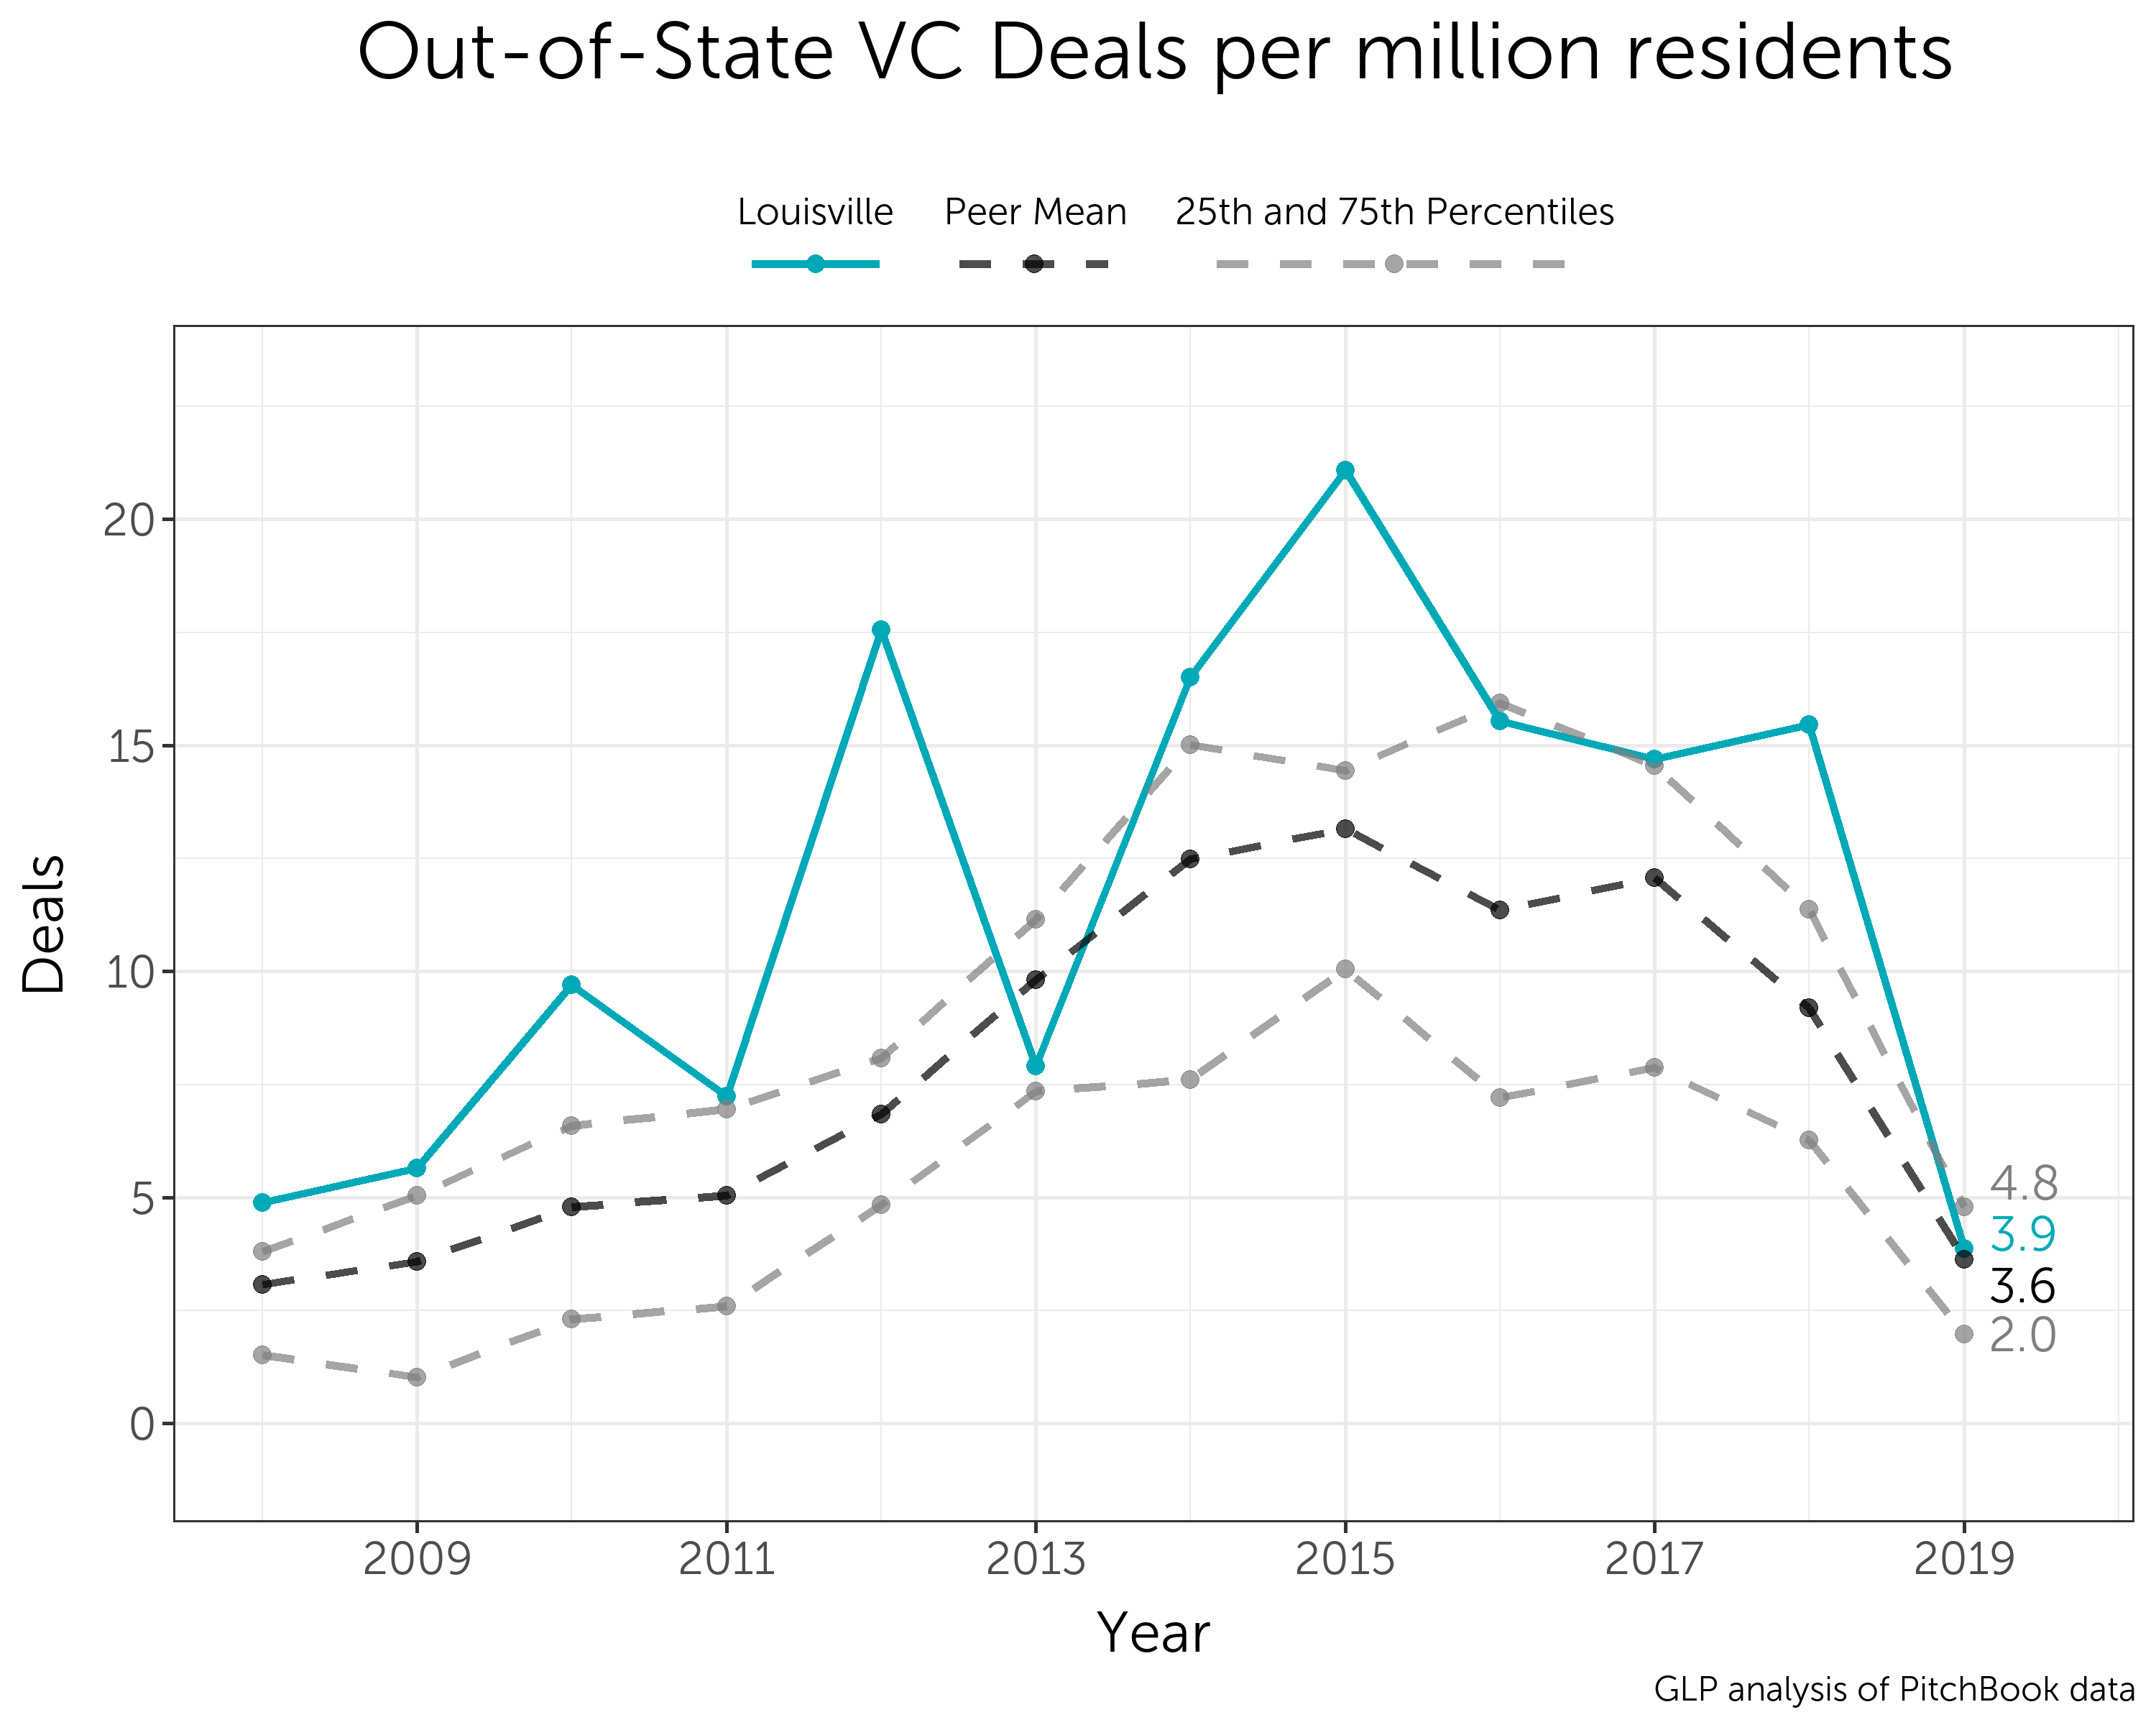 Out-of-State VC Deals per million residents
Louisville Peer Mean 25th and 75th Percentiles
Deals
20
15
10
5
0
4.8
3.9
3.6
2.0
2009 2011 2013 2015 2017 2019
Year
GLP analysis of PitchBook data